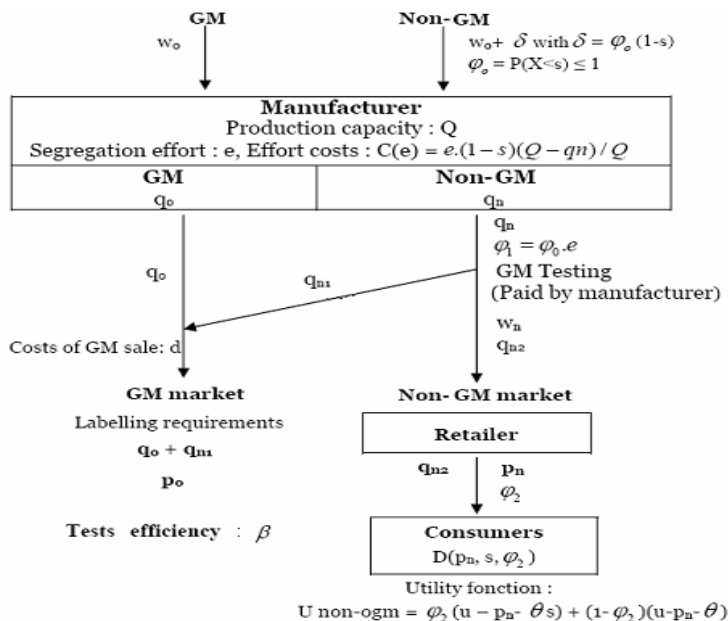 GM
Non-GM
w₀
w₀+ δ with δ = φₒ (1-s)
φₒ = P(X<s) ≤ 1
Manufacturer
Production capacity : Q
Segregation effort : e, Effort costs : C(e) = e.(1−s)(Q−qn)/Q
GM
q₀
Non-GM
qₙ
qₙ
φ₁ = φ₀.e
GM Testing
(Paid by manufacturer)
q₀
qₙ₁
wₙ
qₙ₂
Costs of GM sale: d
GM market
Labelling requirements
q₀ + qₙ₁
p₀
Non- GM market
Retailer
qₙ₂
pₙ
φ₂
Tests efficiency : β
Consumers
D(pₙ, s, φ₂)
Utility fonction :
U non-ogm = φ₂ (u – pₙ- θs) + (1-φ₂)(u-pₙ-θ)